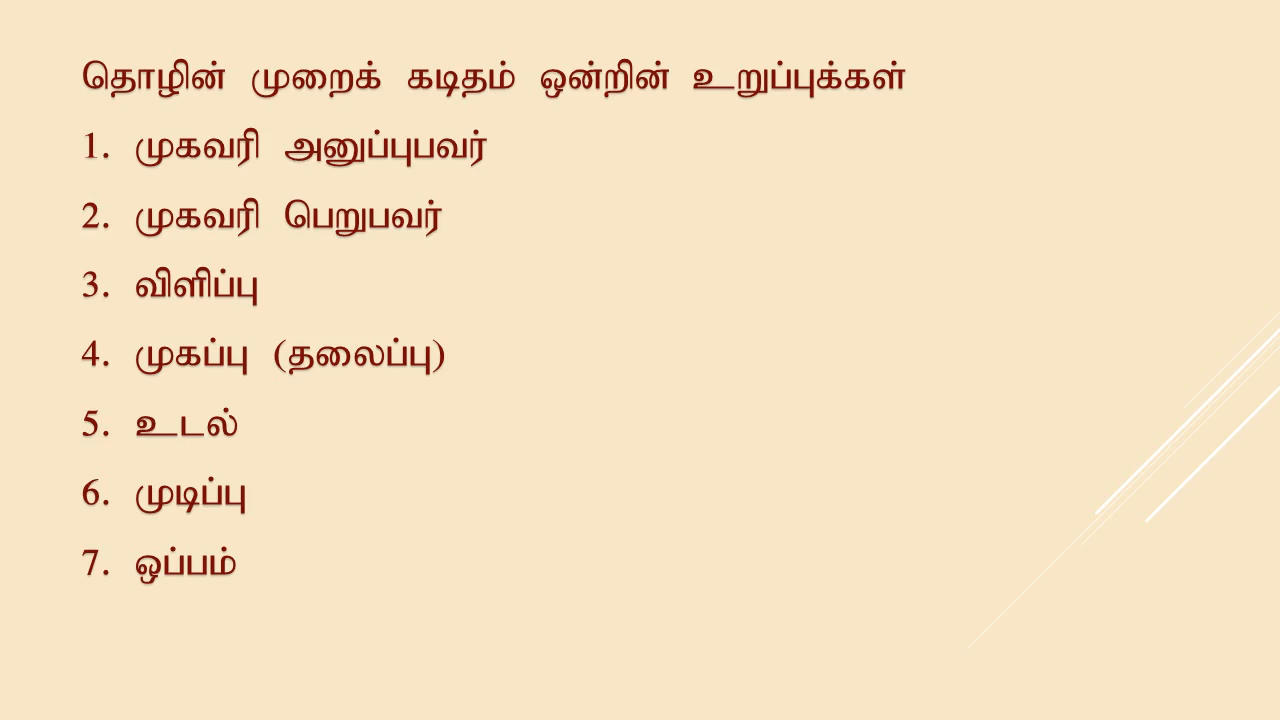 தொழின் முறைக் கடிதம் ஒன்றின் உறுப்புக்கள்
1. முகவரி அனுப்புபவர்
2. முகவரி பெறுபவர்
3. விளிப்பு
4. முகப்பு (தலைப்பு)
5. உடல்
6. முடிப்பு
7. ஒப்பம்